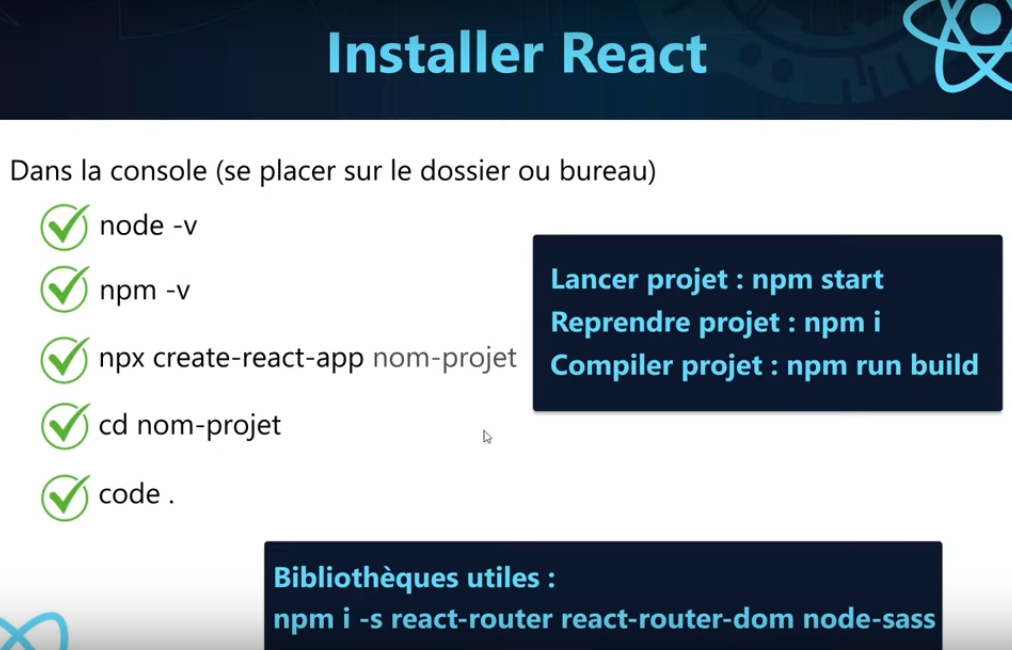 Installer React
Dans la console (se placer sur le dossier ou bureau)
node -v
npm -v
npx create-react-app nom-projet
cd nom-projet
code .
Lancer projet : npm start
Reprendre projet : npm i
Compiler projet : npm run build
Bibliothèques utiles :
npm i -s react-router react-router-dom node-sass